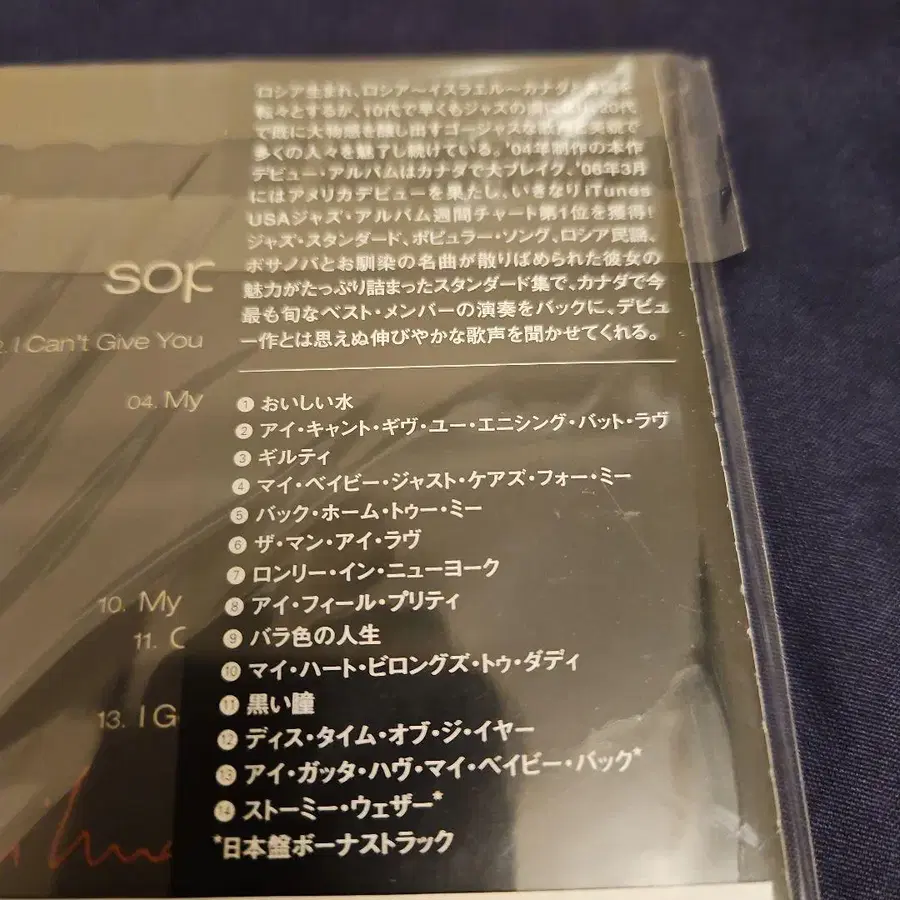 ロシア生まれ、ロシア〜イスラエル〜カナダと
転々とするが、10代で早くもジャズの 20代
で既に大物感を醸し出すゴージャスな
多くの人々を魅了し続けている。'04年制作の本作
デビュー・アルバムはカナダで大ブレイク、'06年3月
にはアメリカデビューを果たし、いきなりiTunes
USAジャズ・アルバム週間チャート第1位を獲得!
ジャズ・スタンダード、ポピュラー・ソング、ロシア民謡、
ボサノバとお馴染の名曲が散りばめられた彼女の
魅力がたっぷり詰まったスタンダード集で、カナダで今
最も旬なベスト・メンバーの演奏をバックに、デビュ
ー作とは思えぬ伸びやかな歌声を聞かせてくれる。
sop
2. I Can't Give You
04. My
10. My
11. C
13. I G
❶ おいしい水
❷ アイ・キャント・ギヴ・ユー・エニシング・バット・ラヴ
❸ ギルティ
❹ マイ・ベイビー・ジャスト・ケアズ・フォー・ミー
❺ バック・ホーム・トゥー・ミー
❻ ザ・マン・アイ・ラヴ
❼ ロンリー・イン・ニューヨーク
❽ アイ・フィール・プリティ
❾ バラ色の人生
❿ マイ・ハート・ビロングズ・トゥ・ダディ
⓫ 黒い瞳
⓬ ディス・タイム・オブ・ジ・イヤー
⓭ アイ・ガッタ・ハヴ・マイ・ベイビー・バック*
⓮ ストーミー・ウェザー*
*日本盤ボーナストラック